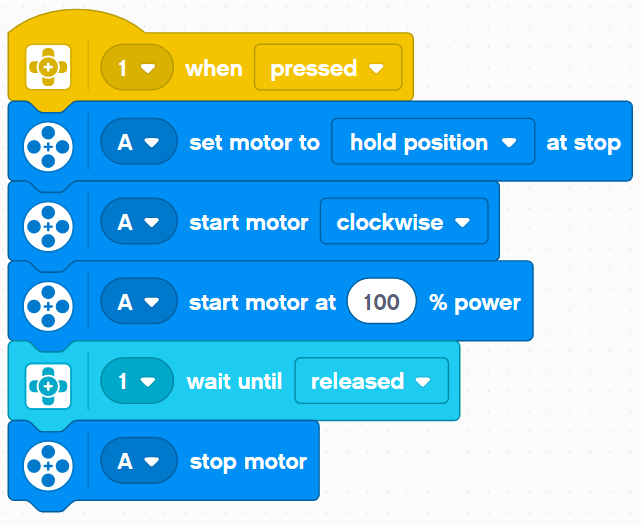 1 when pressed
A set motor to hold position at stop
A start motor clockwise
A start motor at 100 % power
1 wait until released
A stop motor